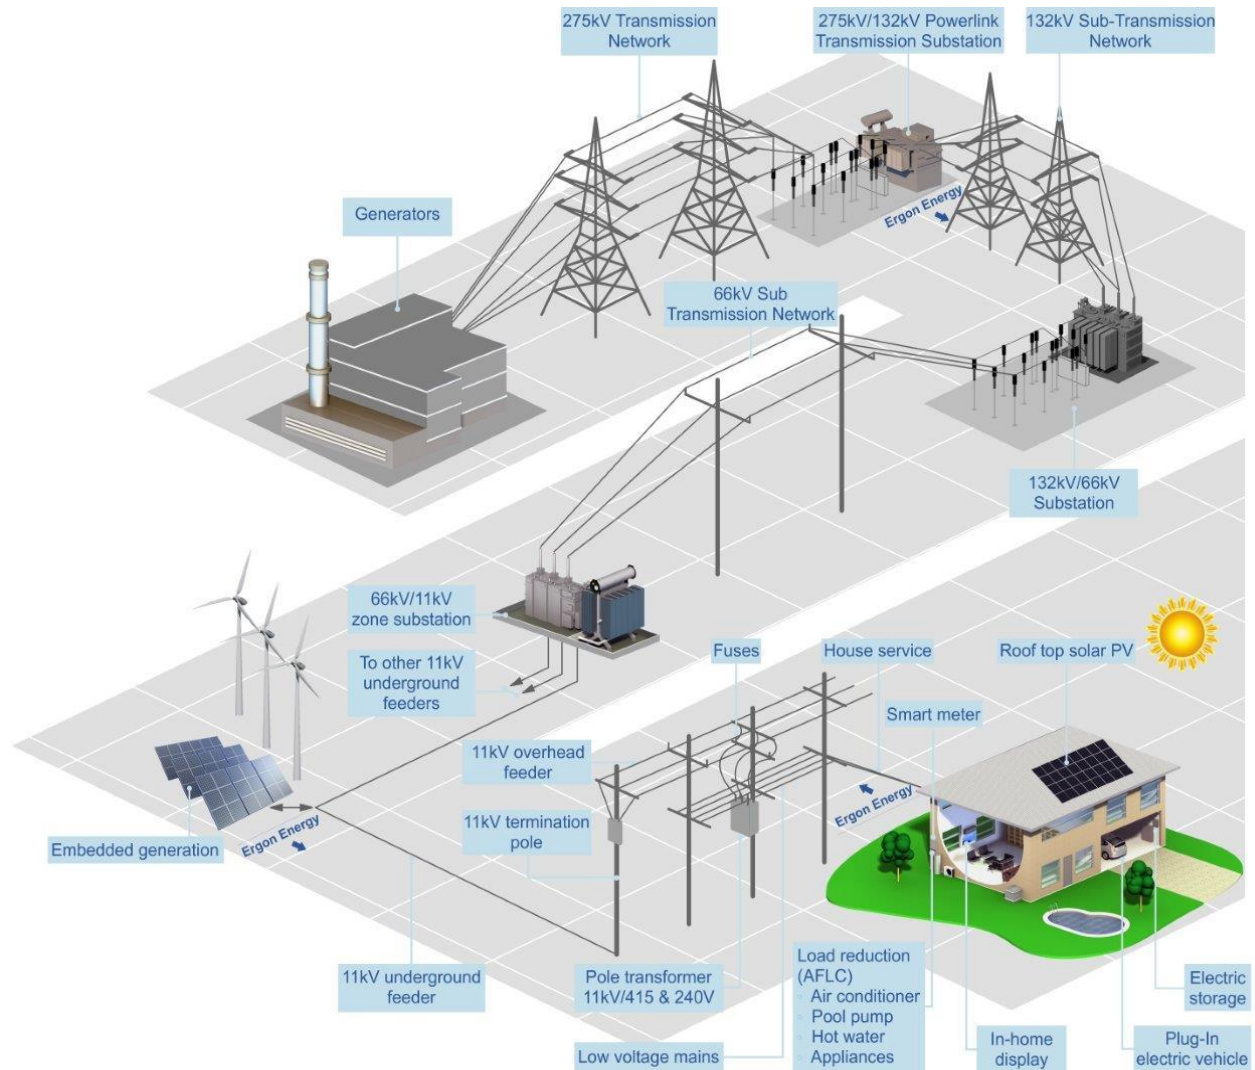 275kV Transmission
Network
275kV/132kV Powerlink
Transmission Substation
132kV Sub-Transmission
Network
Generators
Ergon Energy
66kV Sub
Transmission Network
132kV/66kV
Substation
66kV/11kV
zone substation
To other 11kV
underground
feeders
Fuses
House service
Roof top solar PV
Smart meter
11kV overhead
feeder
11kV termination
pole
Ergon Energy
Ergon Energy
Embedded generation
11kV underground
feeder
Pole transformer
11kV/415 & 240V
Low voltage mains
Load reduction
(AFLC)
Air conditioner
Pool pump
Hot water
Appliances
In-home
display
Plug-In
electric vehicle
Electric
storage